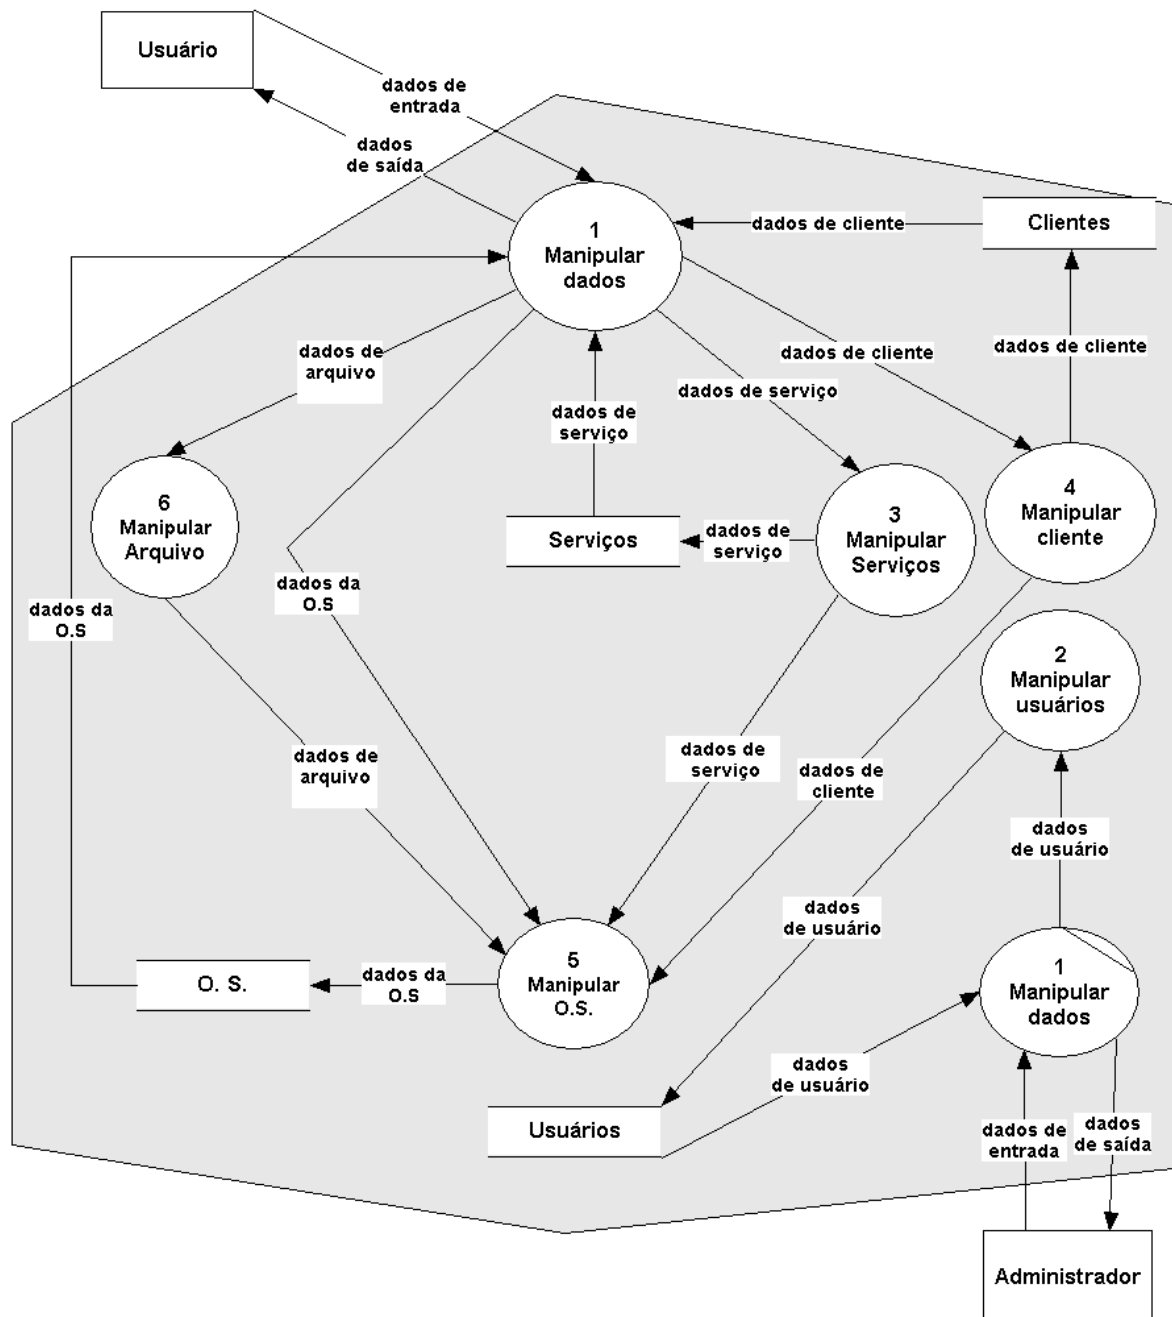 Usuário
dados de
entrada
dados
de saída
1
Manipular
dados
dados de cliente
Clientes
dados de
arquivo
dados de cliente
dados de cliente
dados de serviço
dados de
serviço
6
Manipular
Arquivo
Serviços
dados de
serviço
3
Manipular
Serviços
4
Manipular
cliente
dados da
O.S
dados da
O.S
2
Manipular
usuários
dados de
arquivo
dados de
serviço
dados de
cliente
dados
de usuário
dados
de usuário
O. S.
dados da
O.S
5
Manipular
O.S.
1
Manipular
dados
dados
de usuário
Usuários
dados de
entrada
dados
de saída
Administrador